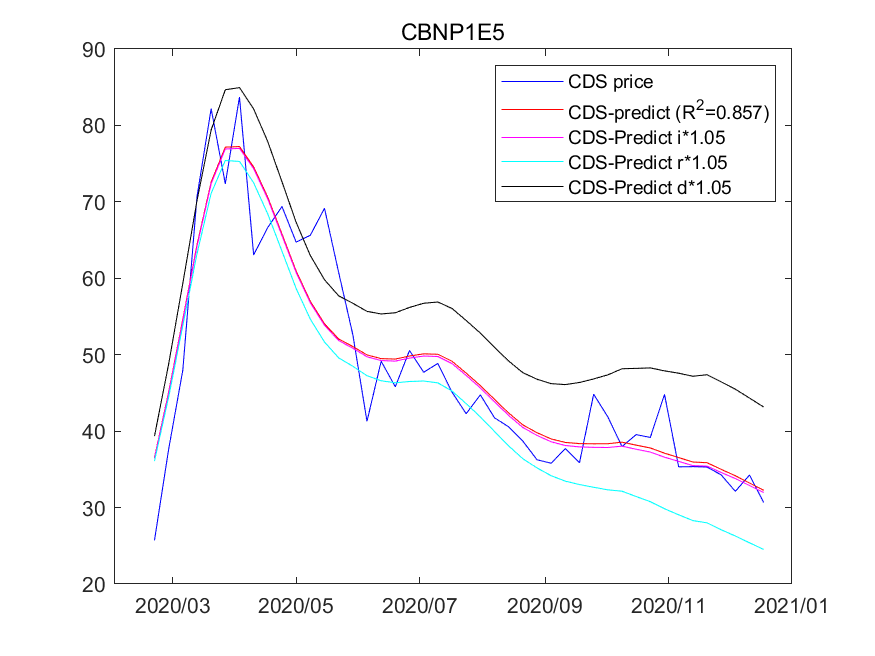 CBNP1E5
90
80
70
60
50
40
30
20
2020/03
2020/05
2020/07
2020/09
2020/11
2021/01
CDS price
CDS-predict (R²=0.857)
CDS-Predict i*1.05
CDS-Predict r*1.05
CDS-Predict d*1.05